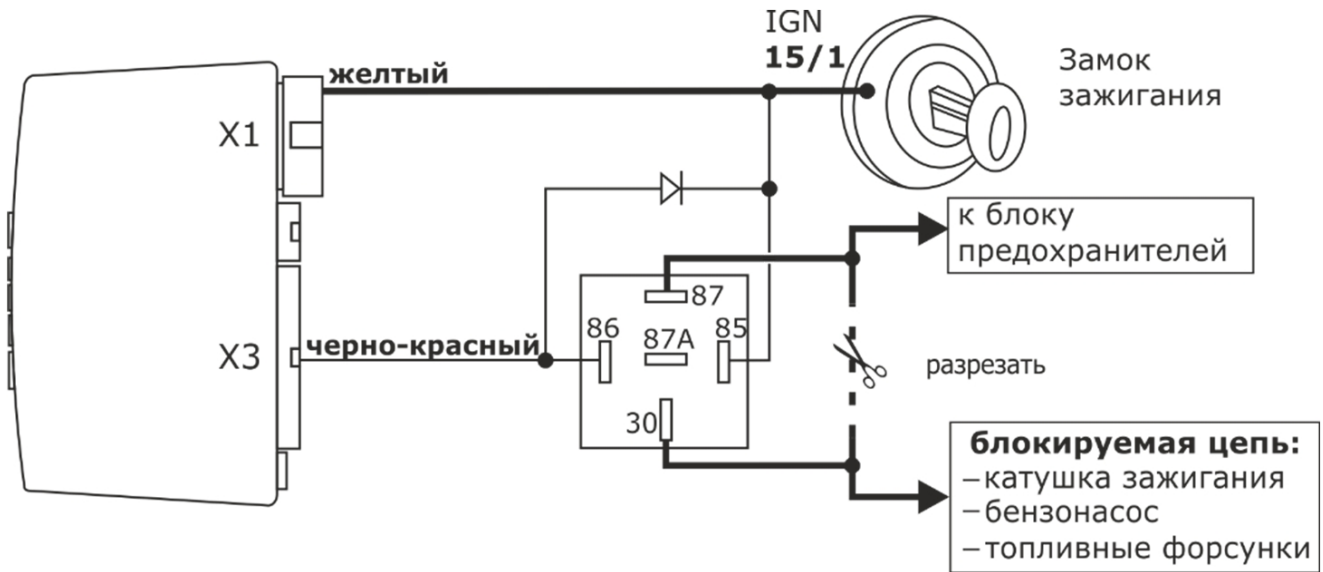 IGN
15/1
желтый
Замок
зажигания
X1
к блоку
предохранителей
87
86
87A
85
черно-красный
X3
разрезать
30
блокируемая цепь:
–катушка зажигания
–бензонасос
–топливные форсунки